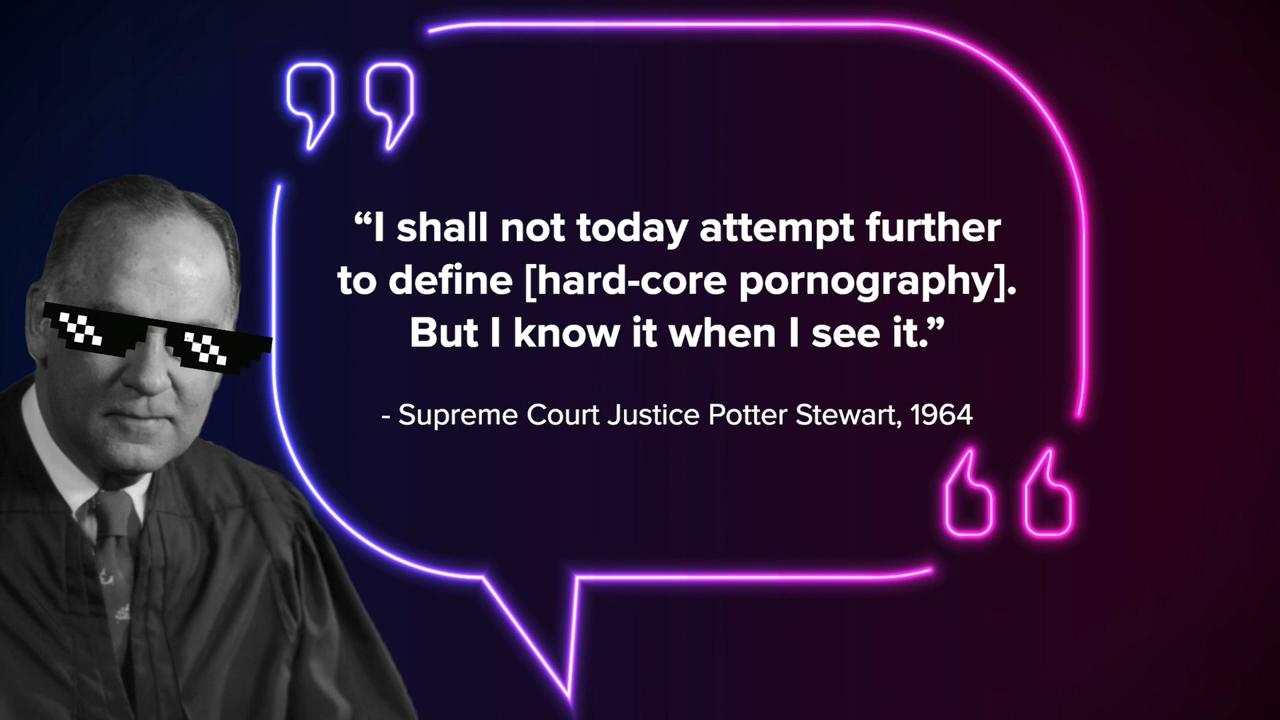 “I shall not today attempt further
to define [hard-core pornography].
But I know it when I see it.”
- Supreme Court Justice Potter Stewart, 1964